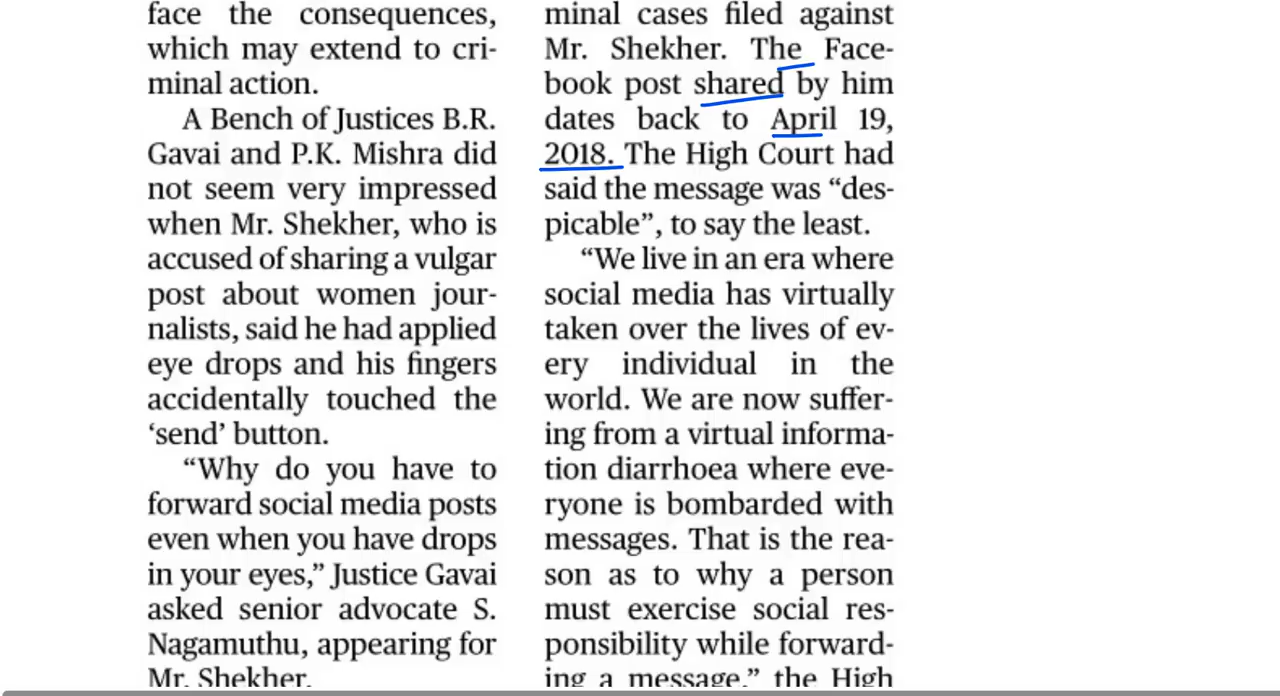 face the consequences,
which may extend to cri-
minal action.
A Bench of Justices B.R.
Gavai and P.K. Mishra did
not seem very impressed
when Mr. Shekher, who is
accused of sharing a vulgar
post about women jour-
nalists, said he had applied
eye drops and his fingers
accidentally touched the
‘send’ button.
“Why do you have to
forward social media posts
even when you have drops
in your eyes,” Justice Gavai
asked senior advocate S.
Nagamuthu, appearing for
Mr. Shekher.
minal cases filed against
Mr. Shekher. The Face-
book post shared by him
dates back to April 19,
2018. The High Court had
said the message was “des-
picable”, to say the least.
“We live in an era where
social media has virtually
taken over the lives of ev-
ery individual in the
world. We are now suffer-
ing from a virtual informa-
tion diarrhoea where eve-
ryone is bombarded with
messages. That is the rea-
son as to why a person
must exercise social res-
ponsibility while forward-
ing a message,” the High